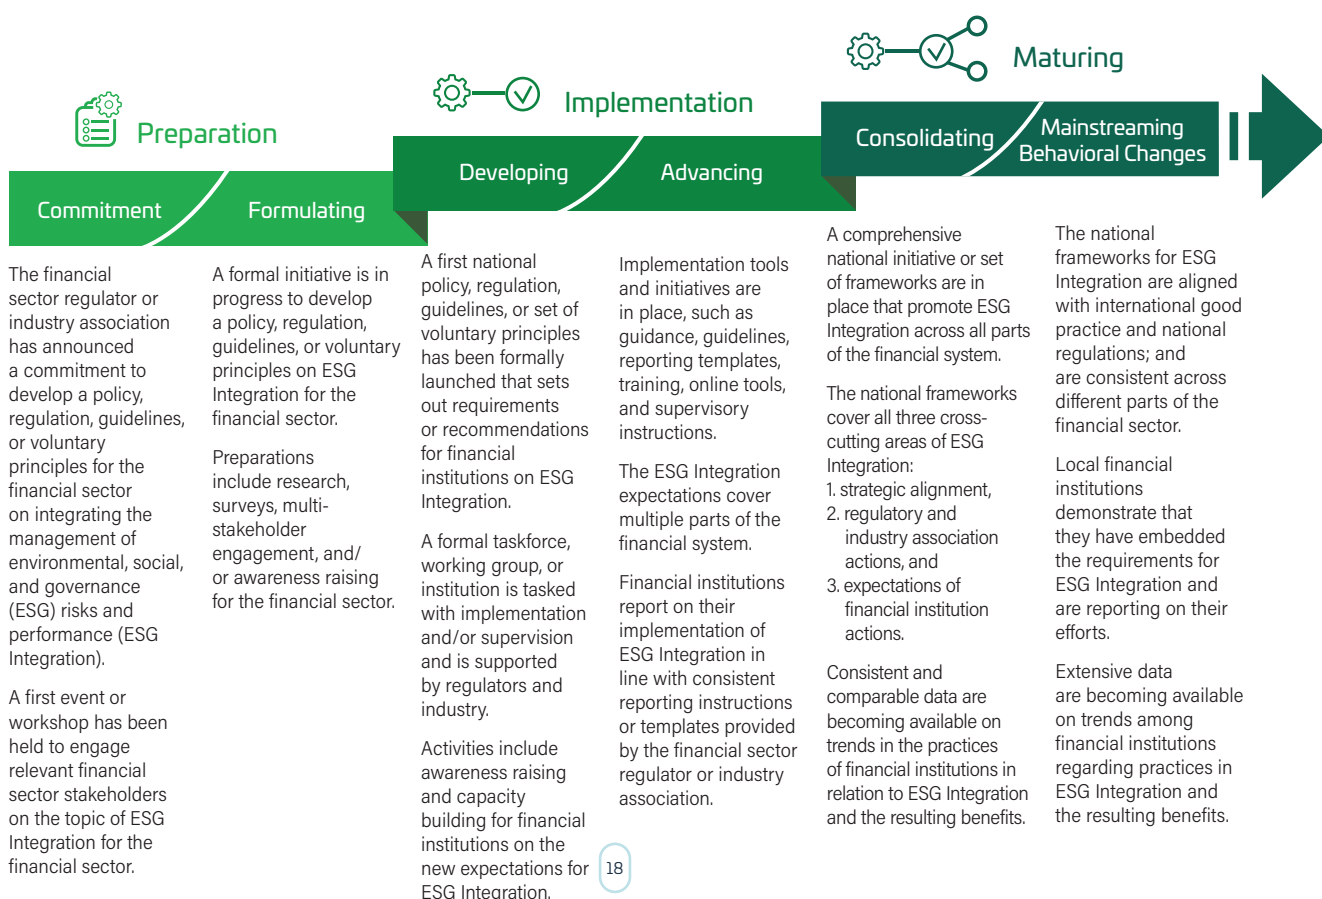 Preparation
Commitment
The financial
sector regulator or
industry association
has announced
a commitment to
develop a policy,
regulation, guidelines,
or voluntary
principles for the
financial sector
on integrating the
management of
environmental, social,
and governance
(ESG) risks and
performance (ESG
Integration).
A first event or
workshop has been
held to engage
relevant financial
sector stakeholders
on the topic of ESG
Integration for the
financial sector.
Formulating
A formal initiative is in
progress to develop
a policy, regulation,
guidelines, or voluntary
principles on ESG
Integration for the
financial sector.
Preparations
include research,
surveys, multi-
stakeholder
engagement, and/
or awareness raising
for the financial sector.
Implementation
Developing
A first national
policy, regulation,
guidelines, or set of
voluntary principles
has been formally
launched that sets
out requirements
or recommendations
for financial
institutions on ESG
Integration.
A formal taskforce,
working group, or
institution is tasked
with implementation
and/or supervision
and is supported
by regulators and
industry.
Activities include
awareness raising
and capacity
building for financial
institutions on the
new expectations for
ESG Integration.
Advancing
Implementation tools
and initiatives are
in place, such as
guidance, guidelines,
reporting templates,
training, online tools,
and supervisory
instructions.
The ESG Integration
expectations cover
multiple parts of the
financial system.
Financial institutions
report on their
implementation of
ESG Integration in
line with consistent
reporting instructions
or templates provided
by the financial sector
regulator or industry
association.
Maturing
Consolidating
A comprehensive
national initiative or set
of frameworks are in
place that promote ESG
Integration across all parts
of the financial system.
The national frameworks
cover all three cross-
cutting areas of ESG
Integration:
1. strategic alignment,
2. regulatory and
industry association
actions, and
3. expectations of
financial institution
actions.
Consistent and
comparable data are
becoming available on
trends in the practices
of financial institutions in
relation to ESG Integration
and the resulting benefits.
Mainstreaming
Behavioral Changes
The national
frameworks for ESG
Integration are aligned
with international good
practice and national
regulations; and
are consistent across
different parts of the
financial sector.
Local financial
institutions
demonstrate that
they have embedded
the requirements for
ESG Integration and
are reporting on their
efforts.
Extensive data
are becoming available
on trends among
financial institutions
regarding practices in
ESG Integration and
the resulting benefits.
18